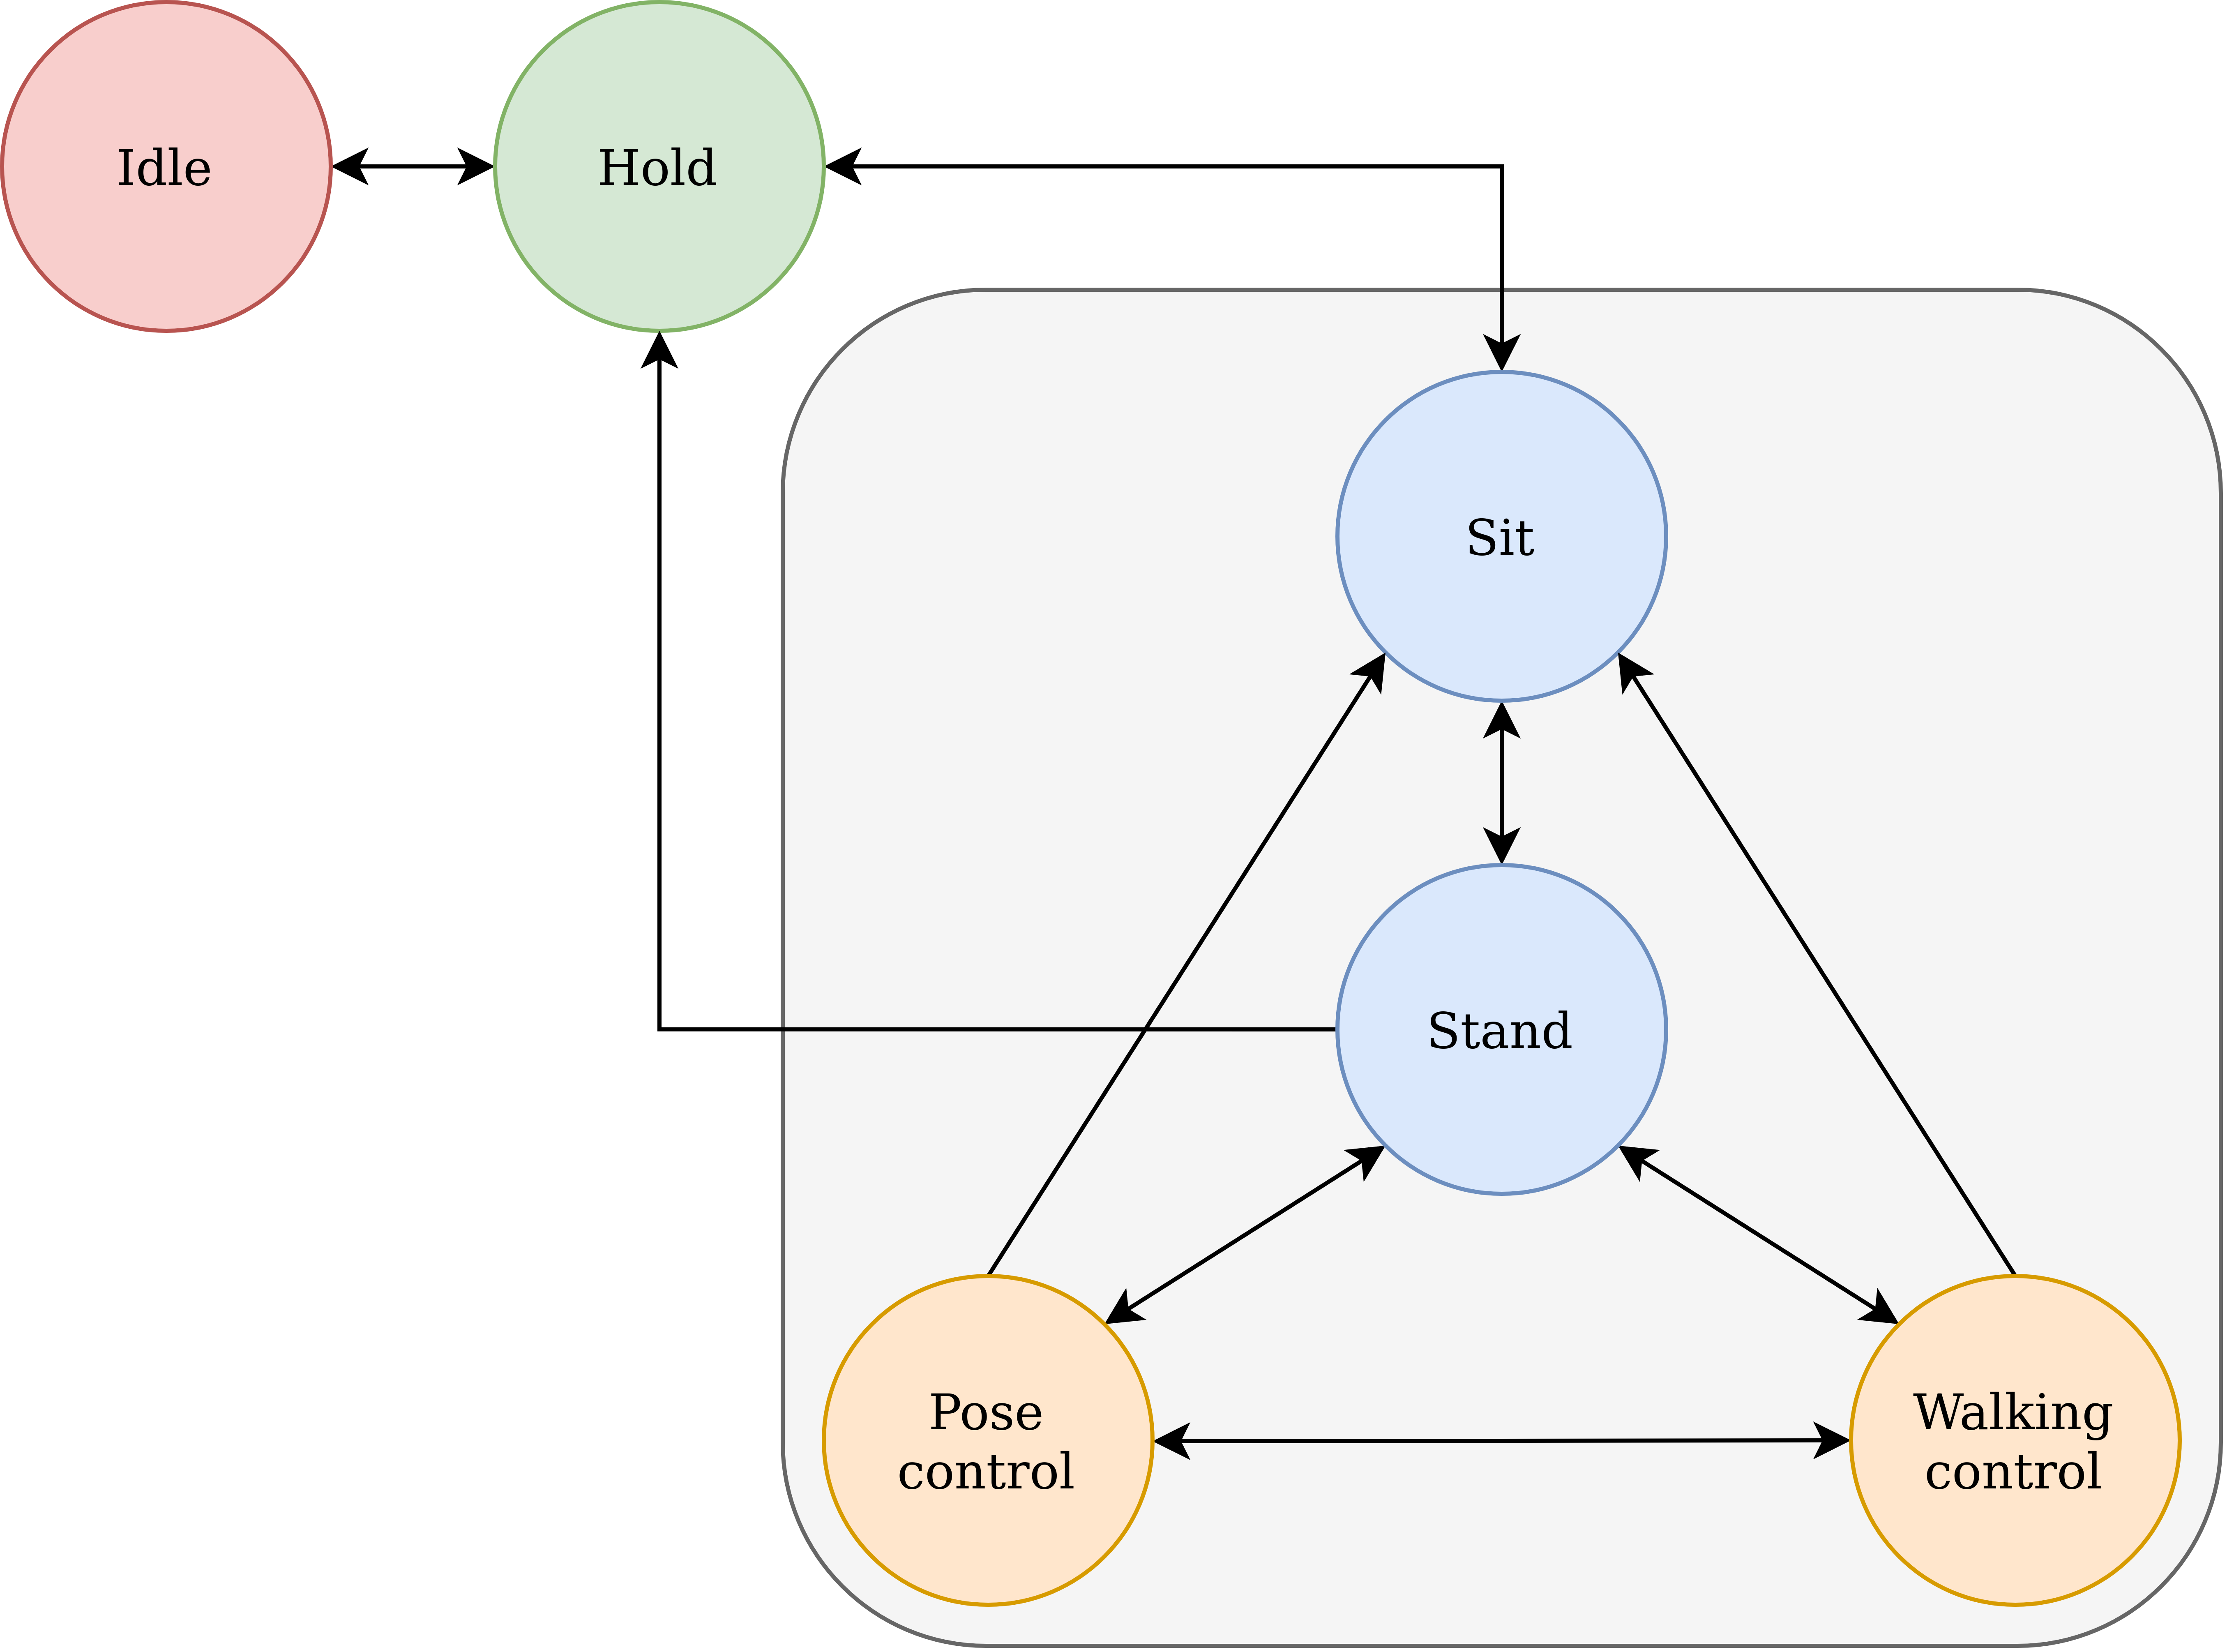 Idle
Hold
Sit
Stand
Pose
control
Walking
control